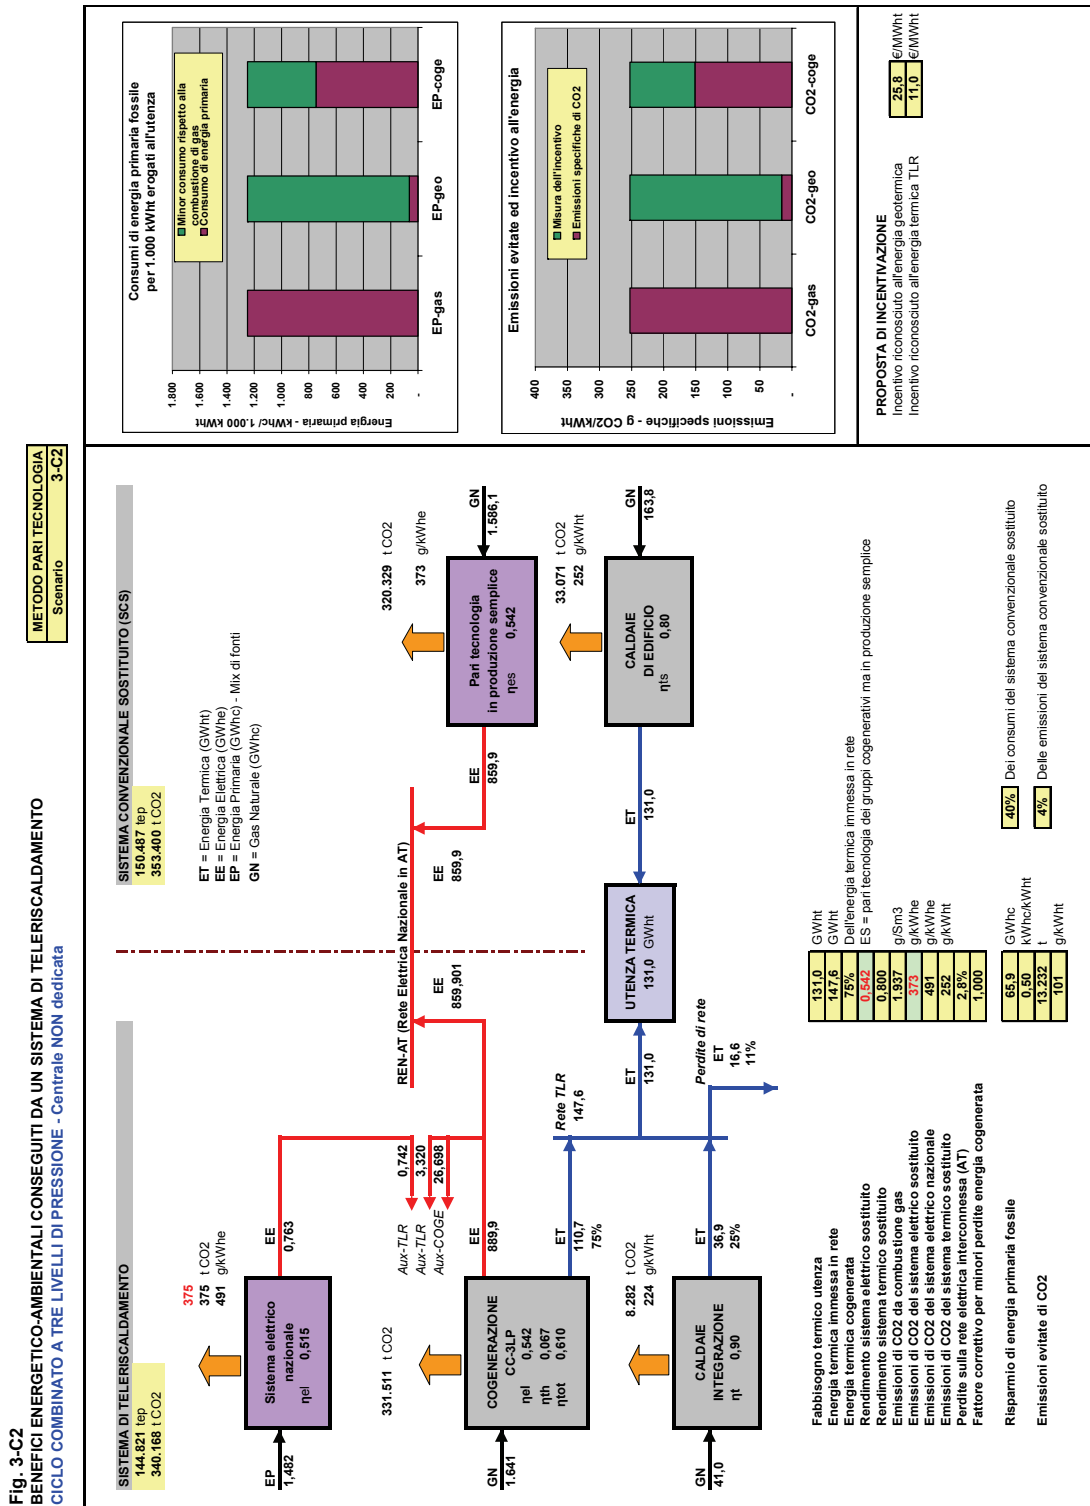 Fig. 3-C2
BENEFICI ENERGETICO-AMBIENTALI CONSEGUITI DA UN SISTEMA DI TELERISCALDAMENTO
CICLO COMBINATO A TRE LIVELLI DI PRESSIONE - Centrale NON dedicata
METODO PARI TECNOLOGIA
Scenario 3-C2
SISTEMA DI TELERISCALDAMENTO
144.821 tep
340.168 t CO2
SISTEMA CONVENZIONALE SOSTITUITO (SCS)
150.487 tep
353.400 t CO2
ET = Energia Termica (GWht)
EE = Energia Elettrica (GWhe)
EP = Energia Primaria (GWhc) - Mix di fonti
GN = Gas Naturale (GWhc)
375
375 t CO2
491 g/kWhe
EP
1,482
Sistema elettrico
nazionale
ηel 0,515
EE
0,763
Aux-TLR 0,742
Aux-TLR 3,320
Aux-COGE 26,698
REN-AT (Rete Elettrica Nazionale in AT)
EE
859,901
EE
859,9
320.329 t CO2
373 g/kWhe
Pari tecnologia
in produzione semplice
ηes 0,542
EE
859,9
GN
1.586,1
331.511 t CO2
GN
1.641
COGENERAZIONE
CC-3LP
ηel 0,542
ηth 0,067
ηtot 0,610
EE
889,9
ET
110,7
75%
Rete TLR
147,6
ET
131,0
UTENZA TERMICA
131,0 GWht
ET
131,0
33.071 t CO2
252 g/kWht
CALDAIE
DI EDIFICIO
ηts 0,80
GN
163,8
8.282 t CO2
224 g/kWht
GN
41,0
CALDAIE
INTEGRAZIONE
ηt 0,90
ET
36,9
25%
Perdite di rete
ET
16,6
11%
Fabbisogno termico utenza 131,0 GWht
Energia termica immessa in rete 147,6 GWht
Energia termica cogenerata 75% Dell'energia termica immessa in rete
Rendimento sistema elettrico sostituito 0,542 ES = pari tecnologia dei gruppi cogenerativi ma in produzione semplice
Rendimento sistema termico sostituito 0,800
Emissioni di CO2 da combustione gas 1.937 g/Sm3
Emissioni di CO2 del sistema elettrico sostituito 373 g/kWhe
Emissioni di CO2 del sistema elettrico nazionale 491 g/kWhe
Emissioni di CO2 del sistema termico sostituito 252 g/kWht
Perdite sulla rete elettrica interconnessa (AT) 2,8%
Fattore correttivo per minori perdite energia cogenerata 1,000
Risparmio di energia primaria fossile 65,9 GWhc 40% Dei consumi del sistema convenzionale sostituito
0,50 kWhc/kWht
Emissioni evitate di CO2 13.232 t 4% Delle emissioni del sistema convenzionale sostituito
101 g/kWht
Consumi di energia primaria fossile
per 1.000 kWht erogati all'utenza
Energia primaria - kWhc/ 1.000 kWht
1.800
1.600
1.400
1.200
1.000
800
600
400
200
-
Minor consumo rispetto alla
combustione di gas
Consumo di energia primaria
EP-gas EP-geo EP-coge
Emissioni evitate ed incentivo all'energia
Emissioni specifiche - g CO2/kWht
400
350
300
250
200
150
100
50
-
Misura dell'incentivo
Emissioni specifiche di CO2
CO2-gas CO2-geo CO2-coge
PROPOSTA DI INCENTIVAZIONE
Incentivo riconosciuto all'energia geotermica 25,8 €/MWht
Incentivo riconosciuto all'energia termica TLR 11,0 €/MWht